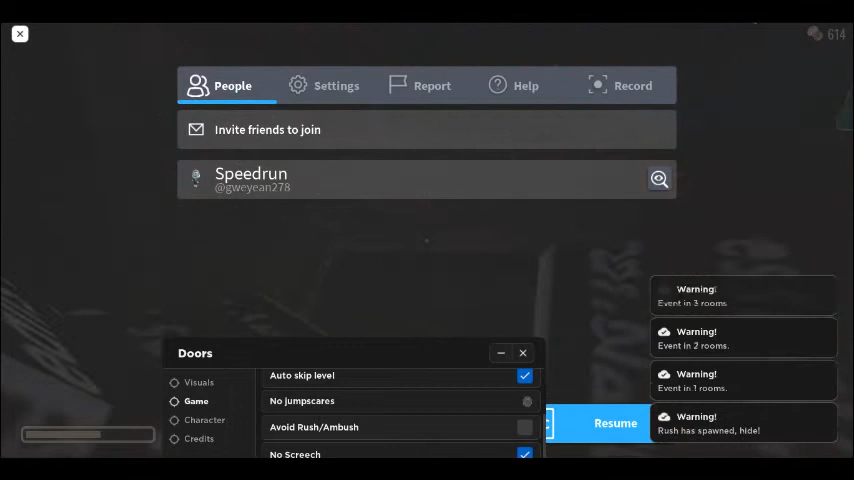 614
People
Settings
Report
Help
Record
Invite friends to join
Speedrun
@gweyean278
Warning!
Event in 3 rooms
Warning!
Event in 2 rooms.
Warning!
Event in 1 rooms.
Warning!
Rush has spawned, hide!
Resume
Doors
Visuals
Game
Character
Credits
Auto skip level
No jumpscares
Avoid Rush/Ambush
No Screech